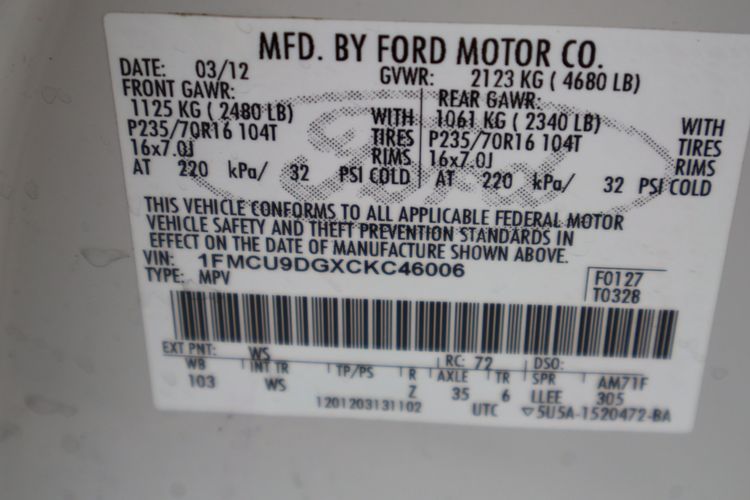 MFD. BY FORD MOTOR CO.
DATE: 03/12 GVWR: 2123 KG ( 4680 LB)
FRONT GAWR: REAR GAWR:
1125 KG ( 2480 LB) WITH 1061 KG ( 2340 LB) WITH
P235/70R16 104T TIRES P235/70R16 104T TIRES
16x7.0J RIMS 16x7.0J RIMS
AT 220 kPa/ 32 PSI COLD AT 220 kPa/ 32 PSI COLD
Ford
THIS VEHICLE CONFORMS TO ALL APPLICABLE FEDERAL MOTOR
VEHICLE SAFETY AND THEFT PREVENTION STANDARDS IN
EFFECT ON THE DATE OF MANUFACTURE SHOWN ABOVE.
VIN: 1FMCU9DGXCKC46006
TYPE: MPV
F0127
T0328
EXT PNT: WS RC: 72 DSO:
WB INT TR TP/PS R AXLE TR SPR AM71F
103 WS Z 35 6 LLEE 305
1201203131102 UTC ▽5U5A-1520472-BA